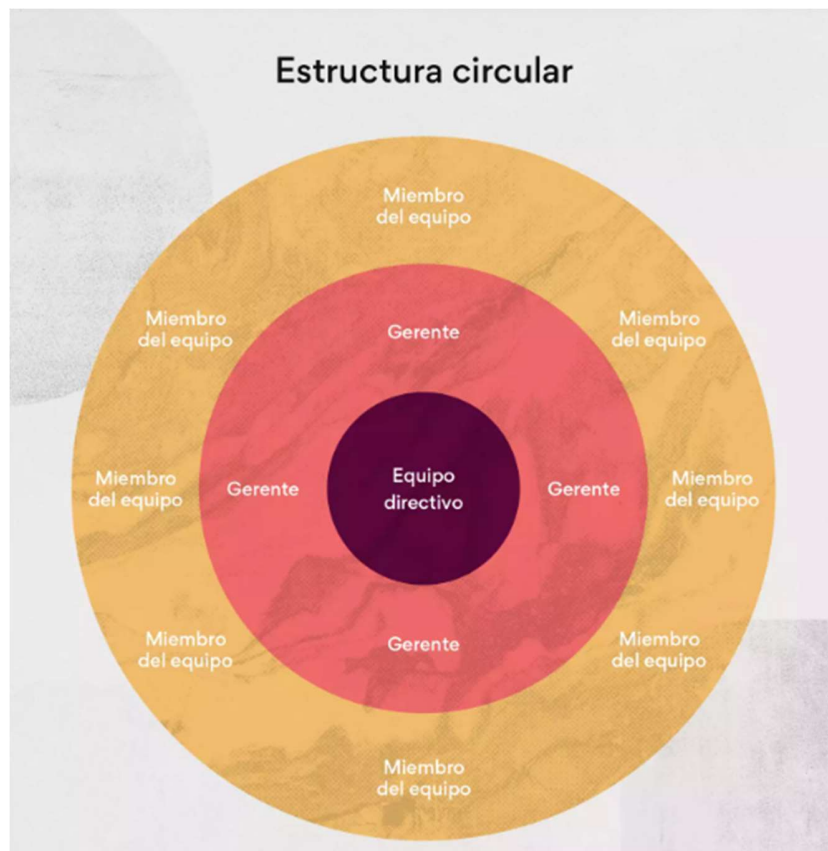 Estructura circular
Miembro
del equipo
Miembro
del equipo
Miembro
del equipo
Gerente
Miembro
del equipo
Gerente
Equipo
directivo
Gerente
Miembro
del equipo
Miembro
del equipo
Gerente
Miembro
del equipo
Miembro
del equipo